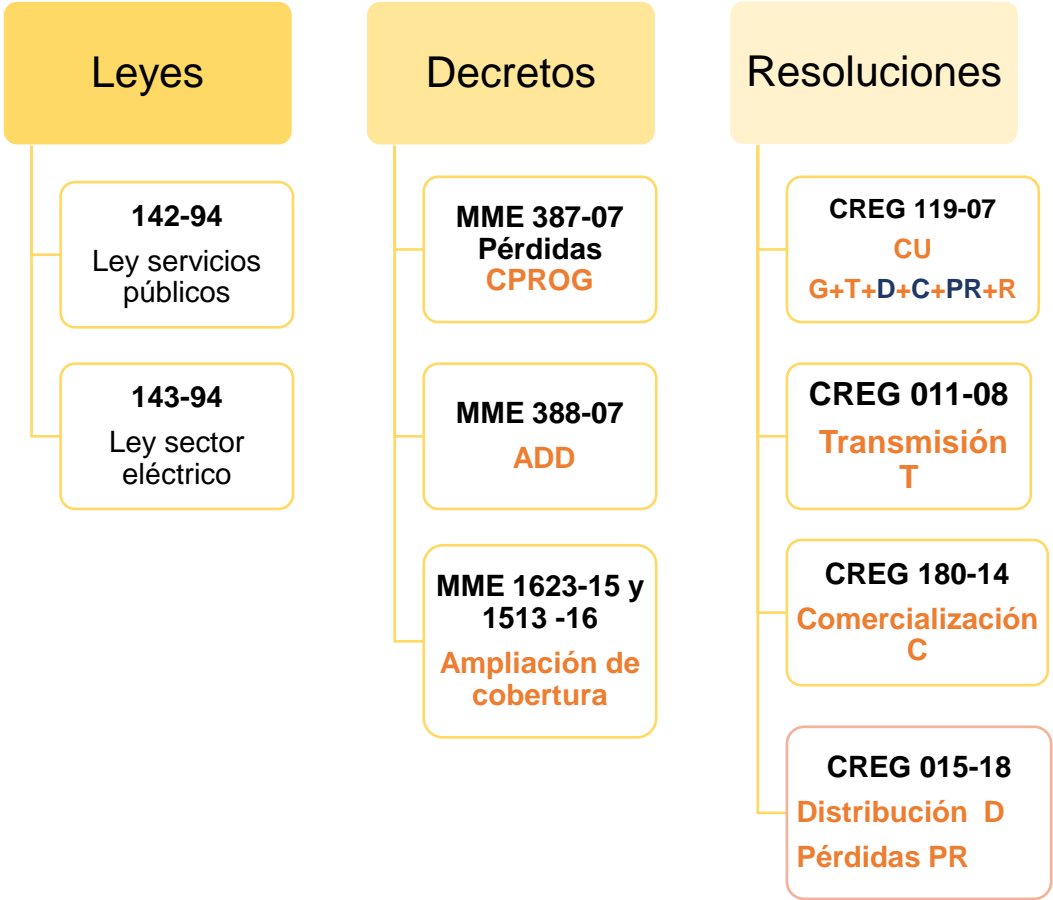 Leyes
142-94
Ley servicios
públicos
143-94
Ley sector
eléctrico
Decretos
MME 387-07
Pérdidas
CPROG
MME 388-07
ADD
MME 1623-15 y
1513 -16
Ampliación de
cobertura
Resoluciones
CREG 119-07
CU
G+T+D+C+PR+R
CREG 011-08
Transmisión
T
CREG 180-14
Comercialización
C
CREG 015-18
Distribución D
Pérdidas PR